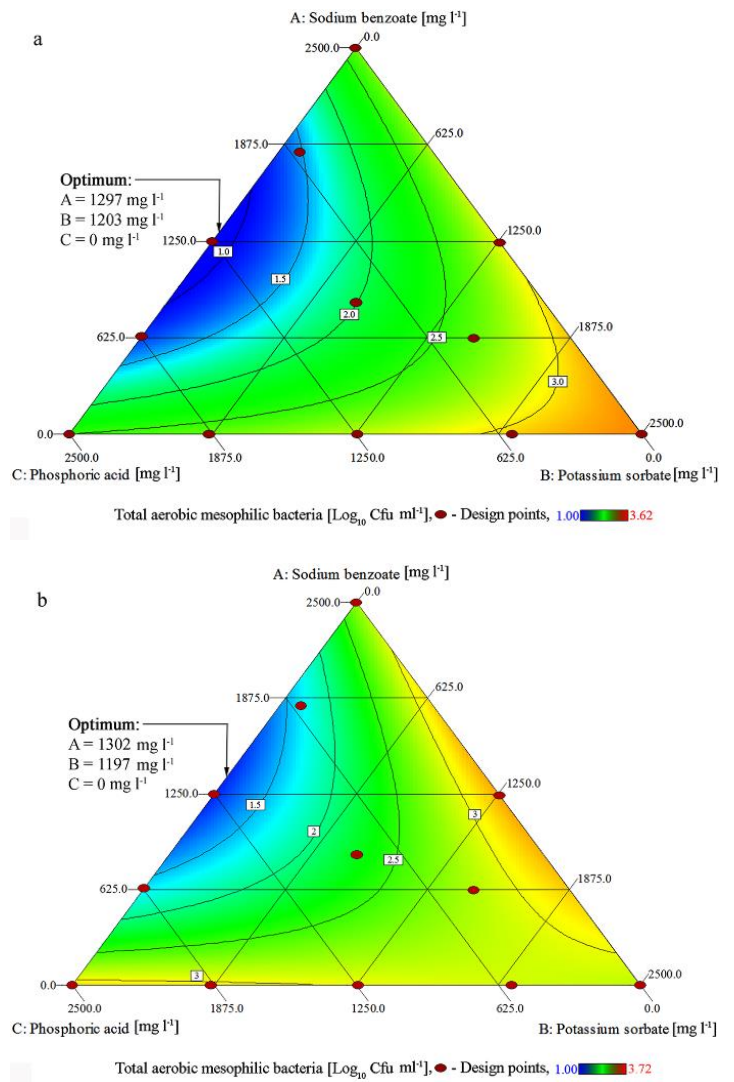 a
A: Sodium benzoate [mg l⁻¹]
2500.0 0.0
1875.0 625.0
Optimum:
A = 1297 mg l⁻¹
B = 1203 mg l⁻¹
C = 0 mg l⁻¹
1250.0 1250.0
1.0
1.5
2.0
625.0 2.5 1875.0
3.0
0.0 2500.0
2500.0 1875.0 1250.0 625.0 0.0
C: Phosphoric acid [mg l⁻¹] B: Potassium sorbate [mg l⁻¹]
Total aerobic mesophilic bacteria [Log₁₀ Cfu ml⁻¹], - Design points, 1.00 3.62
b
A: Sodium benzoate [mg l⁻¹]
2500.0 0.0
1875.0 625.0
Optimum:
A = 1302 mg l⁻¹
B = 1197 mg l⁻¹
C = 0 mg l⁻¹
1250.0 1250.0
1.5 3
2
2.5
625.0 1875.0
3
0.0 2500.0
2500.0 1875.0 1250.0 625.0 0.0
C: Phosphoric acid [mg l⁻¹] B: Potassium sorbate [mg l⁻¹]
Total aerobic mesophilic bacteria [Log₁₀ Cfu ml⁻¹], - Design points, 1.00 3.72